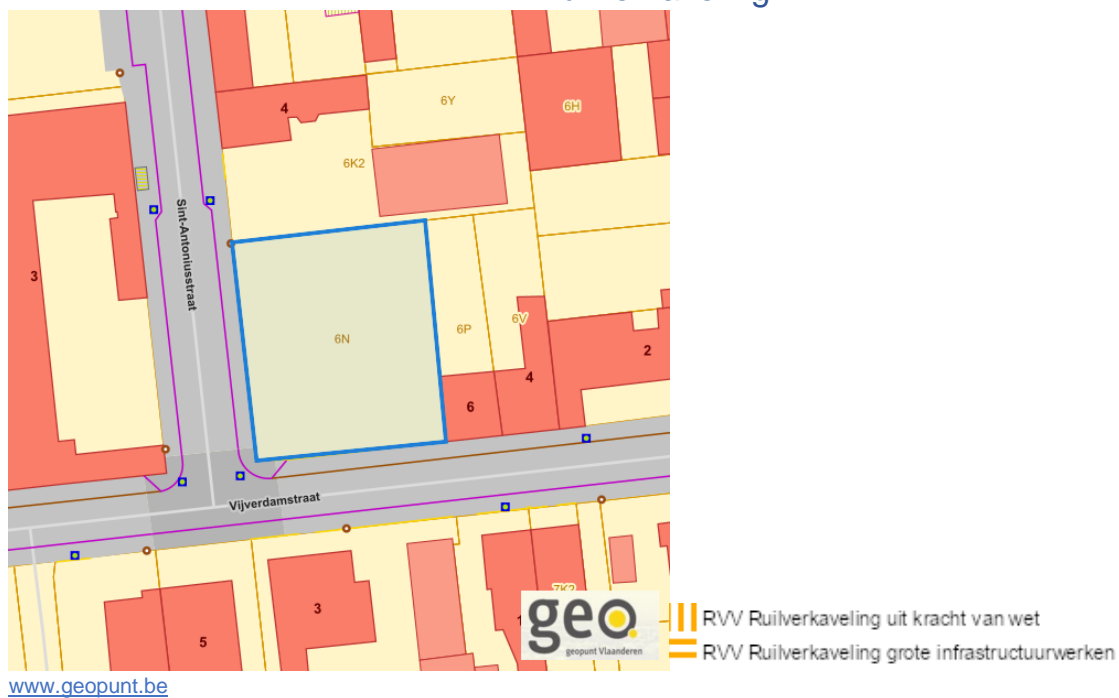 4
6Y
6H
6K2
Sint-Antoniusstraat
3
6N
6P
6V
2
4
6
Vijverdamstraat
3
5
7K2
geo.
geopunt Vlaanderen
RVV Ruilverkaveling uit kracht van wet
RVV Ruilverkaveling grote infrastructuurwerken
www.geopunt.be